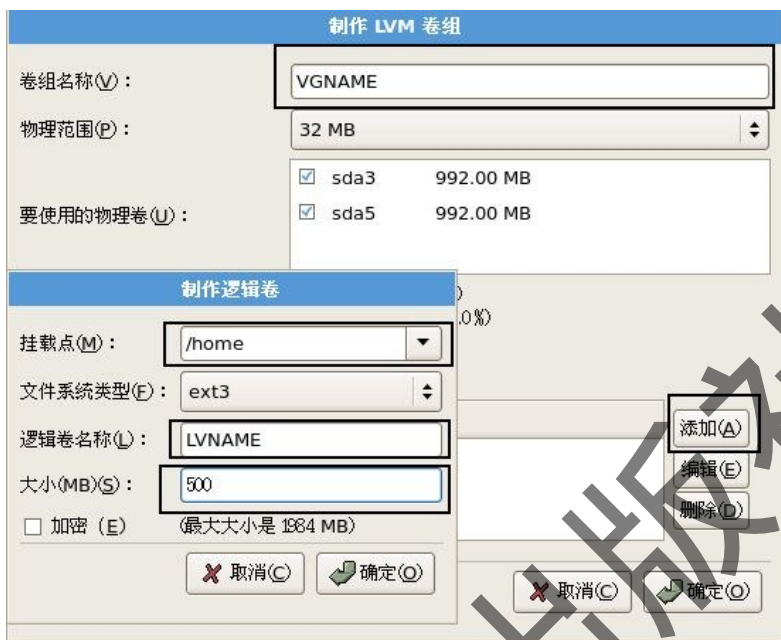 制作 LVM 卷组
卷组名称(V)： VGNAME
物理范围(P)： 32 MB
要使用的物理卷(U)：
sda3 992.00 MB
sda5 992.00 MB
)
.0%)
制作逻辑卷
挂载点(M)： /home
文件系统类型(F)： ext3
逻辑卷名称(L)： LVNAME
大小(MB)(S)： 500
加密（E） (最大大小是 1984 MB)
取消(C) 确定(O)
添加(A)
编辑(E)
删除(D)
取消(C) 确定(O)
版